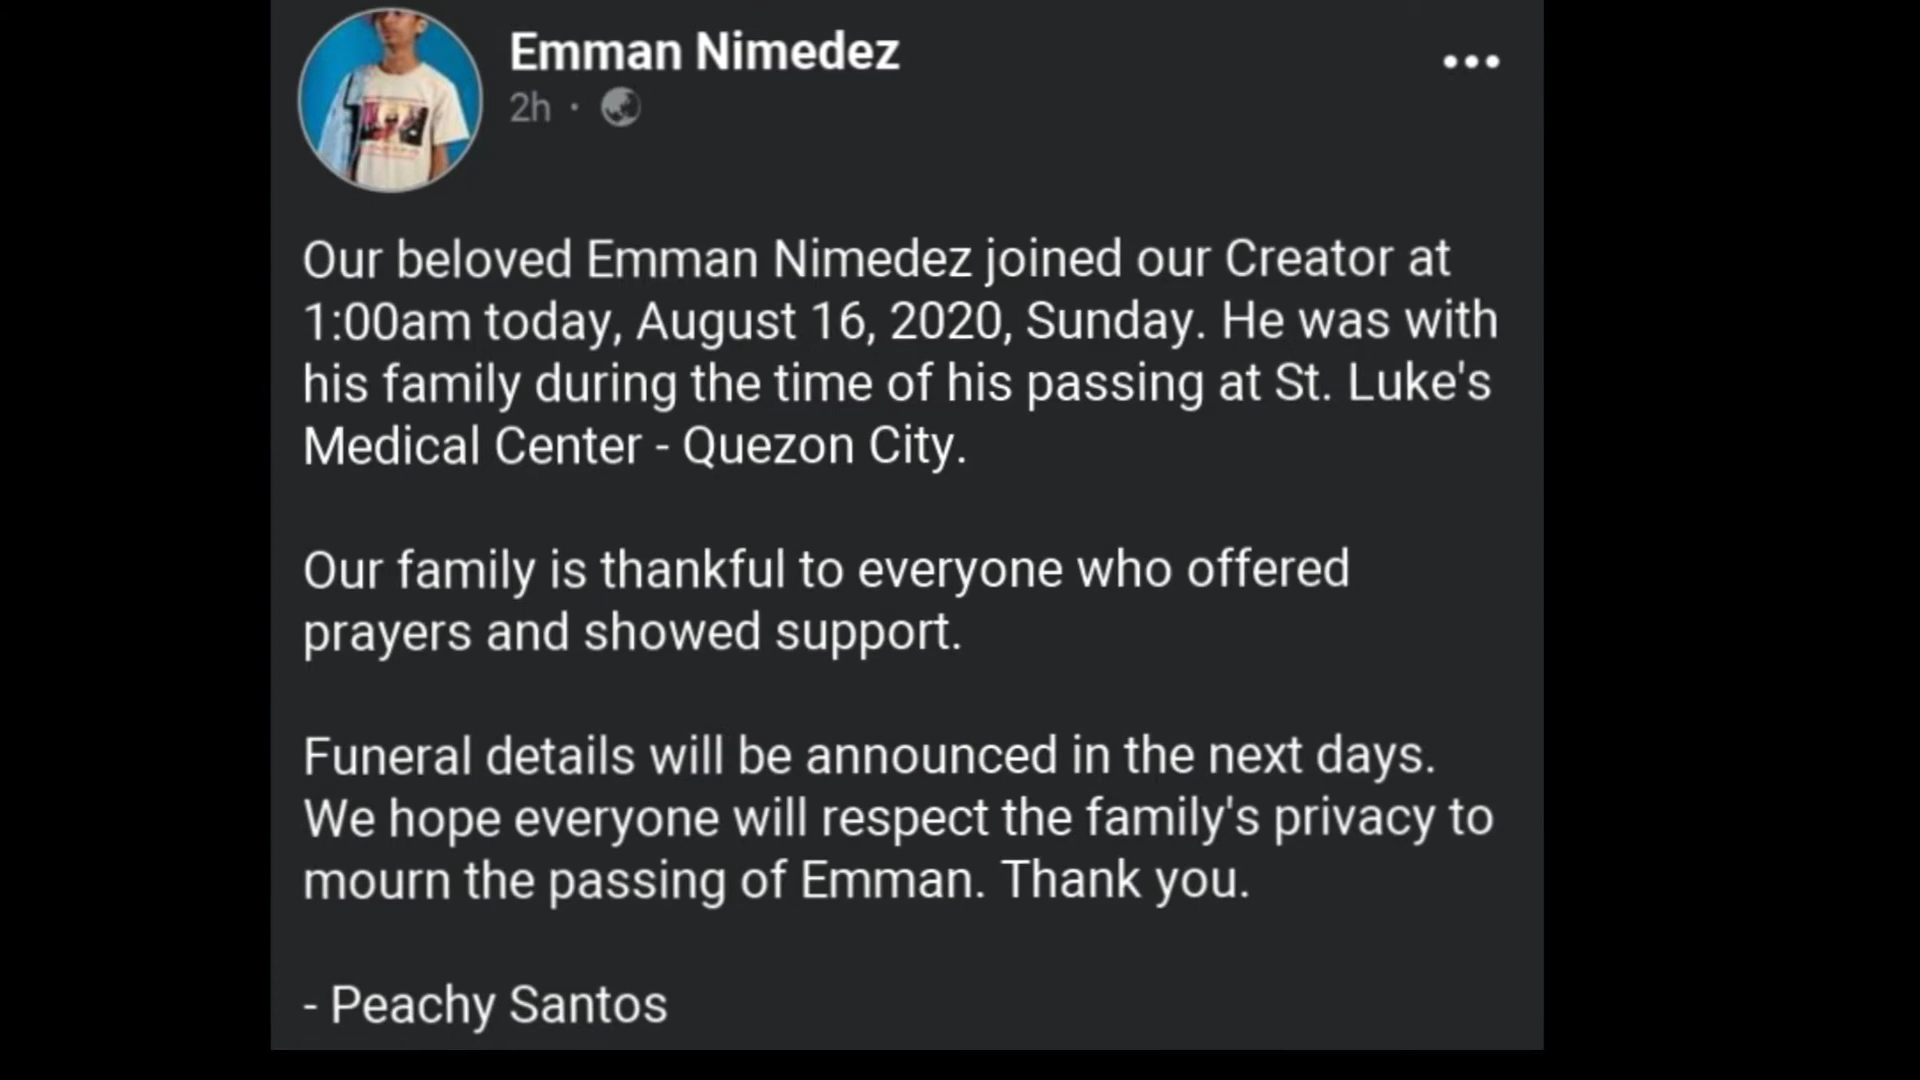 Emman Nimedez
2h ·
Our beloved Emman Nimedez joined our Creator at
1:00am today, August 16, 2020, Sunday. He was with
his family during the time of his passing at St. Luke's
Medical Center - Quezon City.
Our family is thankful to everyone who offered
prayers and showed support.
Funeral details will be announced in the next days.
We hope everyone will respect the family's privacy to
mourn the passing of Emman. Thank you.
- Peachy Santos